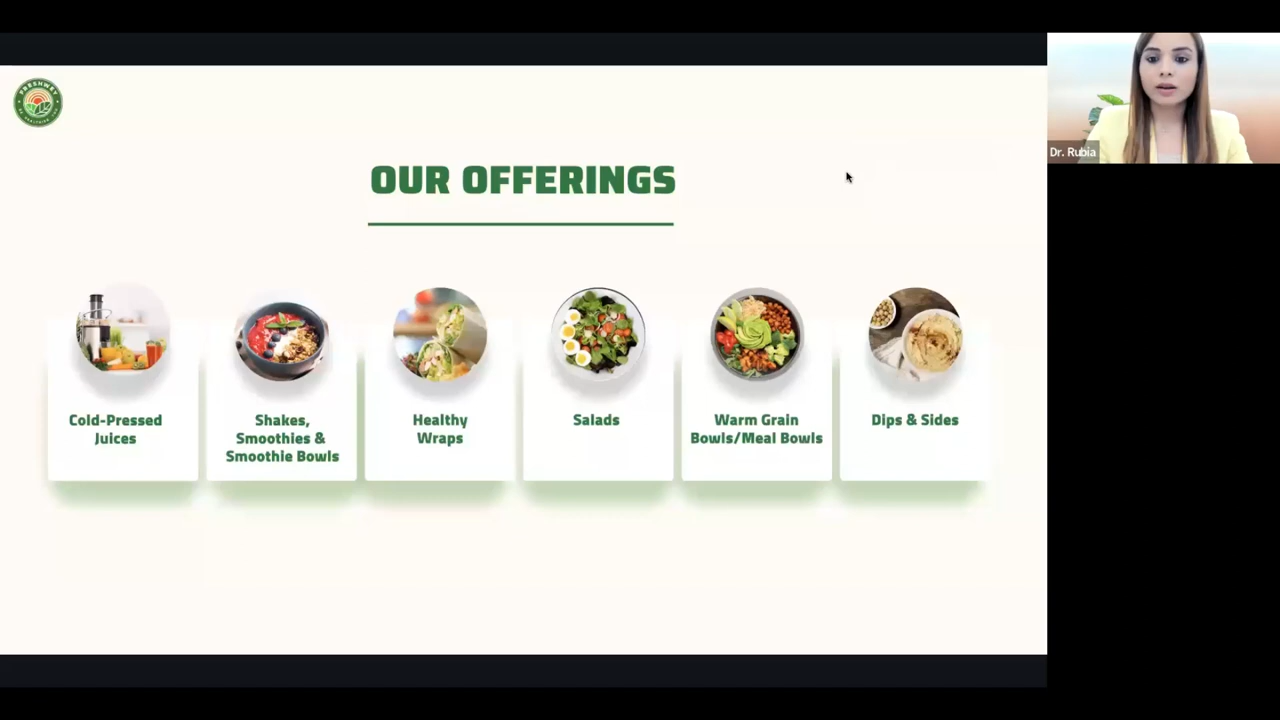 FRESHWEY
OUR OFFERINGS
Cold-Pressed
Juices
Shakes,
Smoothies &
Smoothie Bowls
Healthy
Wraps
Salads
Warm Grain
Bowls/Meal Bowls
Dips & Sides
Dr. Rubia